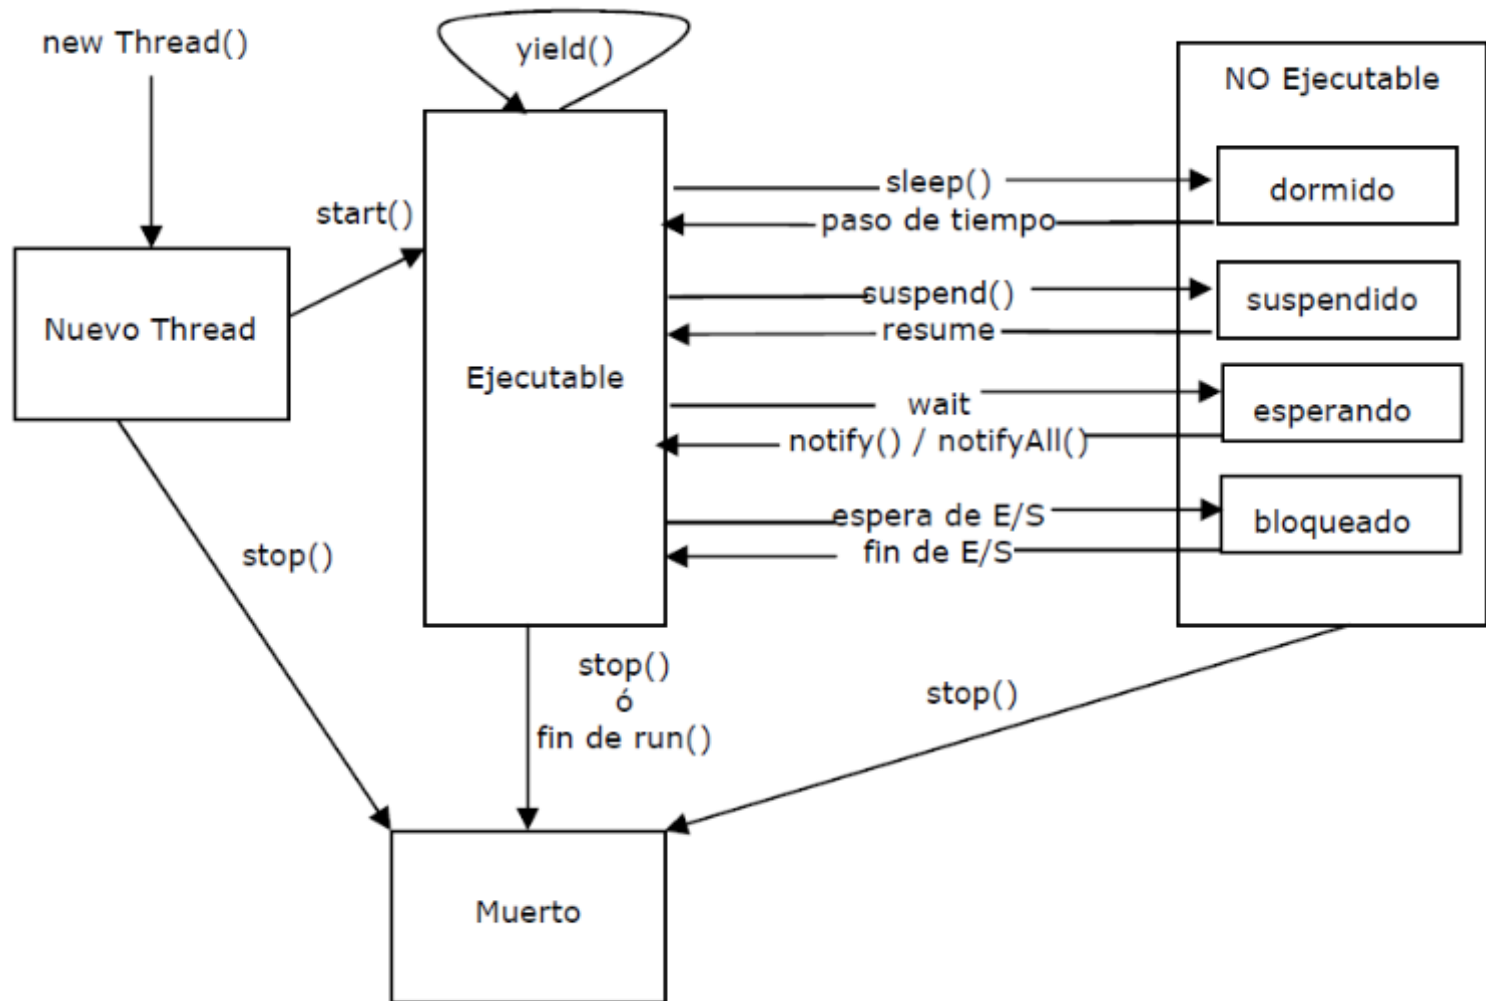 new Thread()
yield()
NO Ejecutable
sleep()
dormido
paso de tiempo
start()
suspend()
suspendido
resume
Nuevo Thread
Ejecutable
wait
esperando
notify() / notifyAll()
espera de E/S
bloqueado
fin de E/S
stop()
stop()
ó
fin de run()
stop()
Muerto